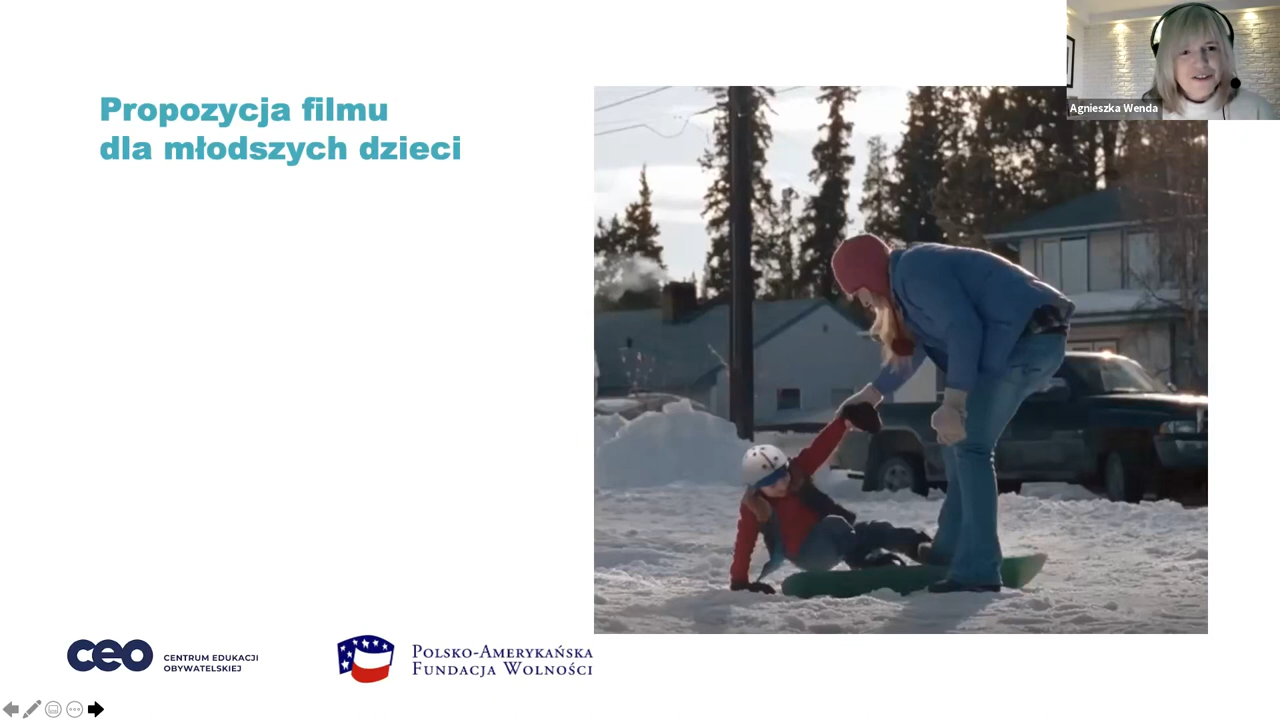 Propozycja filmu
dla młodszych dzieci
Agnieszka Wenda
ceo
CENTRUM EDUKACJI
OBYWATELSKIEJ
POLSKO-AMERYKAŃSKA
FUNDACJA WOLNOŚCI